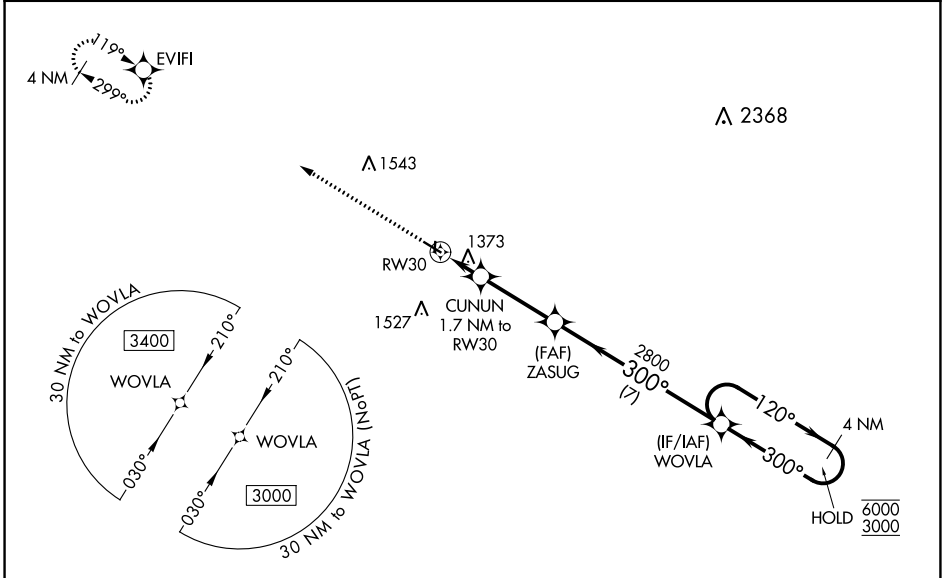 119°
EVIFI
4 NM
299°
2368
1543
1373
RW30
CUNUN
1.7 NM to
RW30
1527
(FAF)
ZASUG
2800
300°
(7)
120°
4 NM
(IF/IAF)
WOVLA
300°
HOLD
6000
3000
30 NM to WOVLA
3400
210°
WOVLA
030°
210°
WOVLA
030°
3000
30 NM to WOVLA (NoPT)